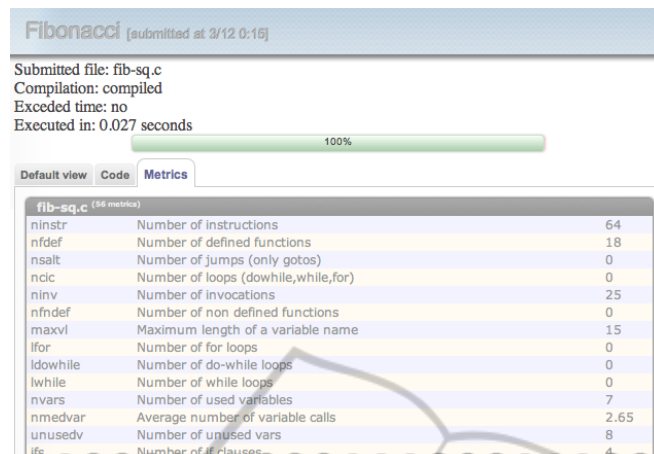 Fibonacci [submitted at 3/12 0:15]
Submitted file: fib-sq.c
Compilation: compiled
Exceded time: no
Executed in: 0.027 seconds
100%
Default view Code Metrics
fib-sq.c (56 metrics)
ninstr Number of instructions 64
nfdef Number of defined functions 18
nsalt Number of jumps (only gotos) 0
ncic Number of loops (dowhile,while,for) 0
ninv Number of invocations 25
nfndef Number of non defined functions 0
maxvl Maximum length of a variable name 15
lfor Number of for loops 0
ldowhile Number of do-while loops 0
lwhile Number of while loops 0
nvars Number of used variables 7
nmedvar Average number of variable calls 2.65
unusedv Number of unused vars 8
ifs Number of if clauses 4